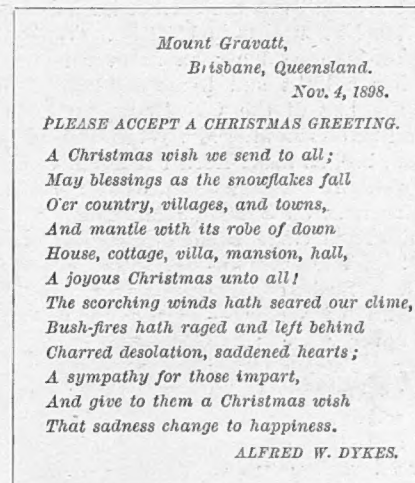 Mount Gravatt,
Brisbane, Queensland.
Nov. 4, 1898.
PLEASE ACCEPT A CHRISTMAS GREETING.
A Christmas wish we send to all;
May blessings as the snowflakes fall
O'er country, villages, and towns,
And mantle with its robe of down
House, cottage, villa, mansion, hall,
A joyous Christmas unto all!
The scorching winds hath seared our clime,
Bush-fires hath raged and left behind
Charred desolation, saddened hearts;
A sympathy for those impart,
And give to them a Christmas wish
That sadness change to happiness.
ALFRED W. DYKES.